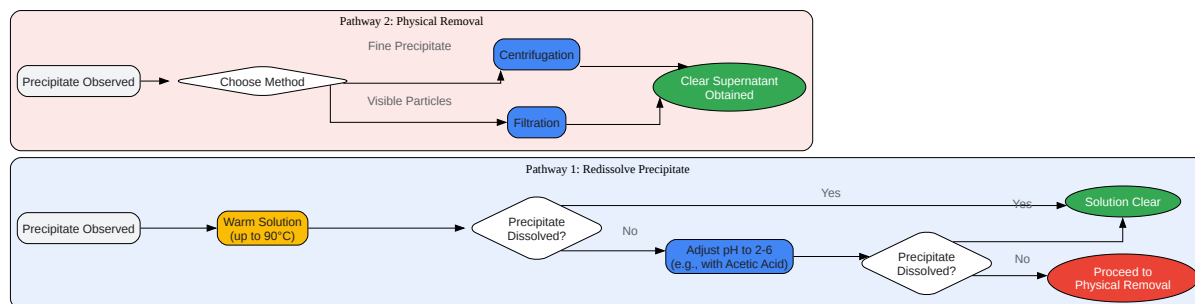 Pathway 2: Physical Removal
Fine Precipitate
Centrifugation
Precipitate Observed
Choose Method
Clear Supernatant
Obtained
Visible Particles
Filtration
Pathway 1: Redissolve Precipitate
Yes
Yes
Solution Clear
Precipitate Observed
Warm Solution
(up to 90°C)
Precipitate
Dissolved?
No
Adjust pH to 2-6
(e.g., with Acetic Acid)
Precipitate
Dissolved?
No
Proceed to
Physical Removal